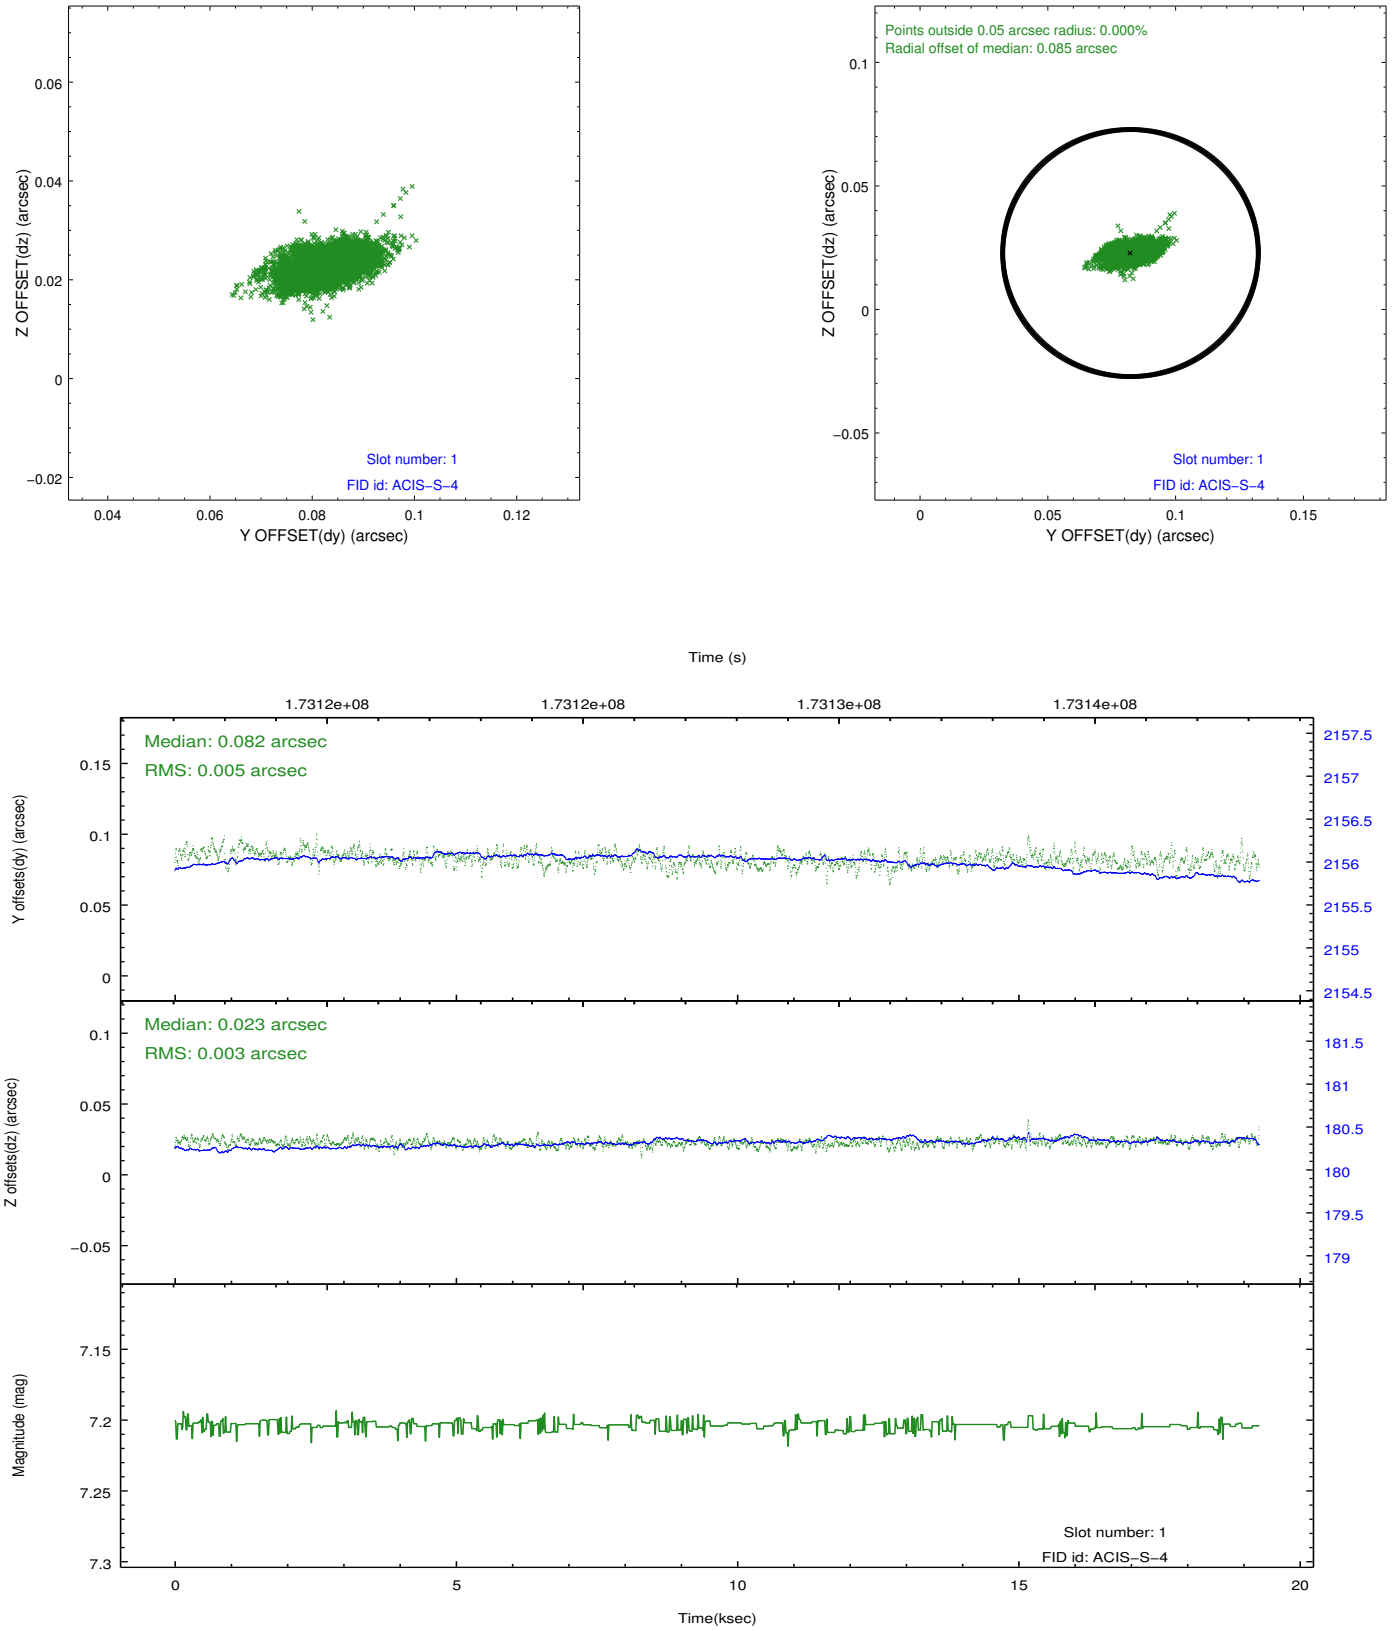 0.06
0.04
0.02
0
−0.02
Z OFFSET(dz) (arcsec)
Slot number: 1
FID id: ACIS−S−4
0.04 0.06 0.08 0.1 0.12
Y OFFSET(dy) (arcsec)
Points outside 0.05 arcsec radius: 0.000%
Radial offset of median: 0.085 arcsec
0.1
0.05
0
−0.05
Z OFFSET(dz) (arcsec)
Slot number: 1
FID id: ACIS−S−4
0 0.05 0.1 0.15
Y OFFSET(dy) (arcsec)
Time (s)
1.7312e+08 1.7312e+08 1.7313e+08 1.7314e+08
Median: 0.082 arcsec
RMS: 0.005 arcsec
0.15
0.1
0.05
0
Y offsets(dy) (arcsec)
2157.5
2157
2156.5
2156
2155.5
2155
2154.5
Median: 0.023 arcsec
RMS: 0.003 arcsec
0.1
0.05
0
−0.05
Z offsets(dz) (arcsec)
181.5
181
180.5
180
179.5
179
7.15
7.2
7.25
7.3
Magnitude (mag)
Slot number: 1
FID id: ACIS−S−4
0 5 10 15 20
Time(ksec)